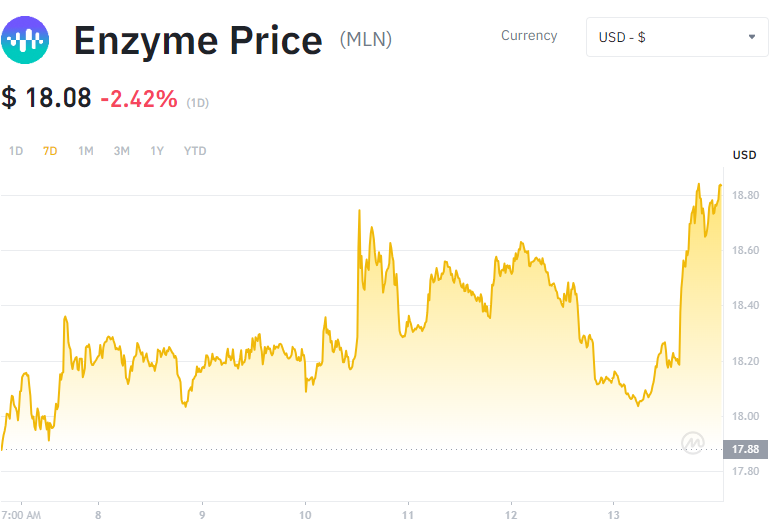 Enzyme Price (MLN)
Currency
USD - $
$ 18.08 -2.42% (1D)
1D 7D 1M 3M 1Y YTD
USD
18.80
18.60
18.40
18.20
18.00
17.88
17.80
7:00 AM 8 9 10 11 12 13